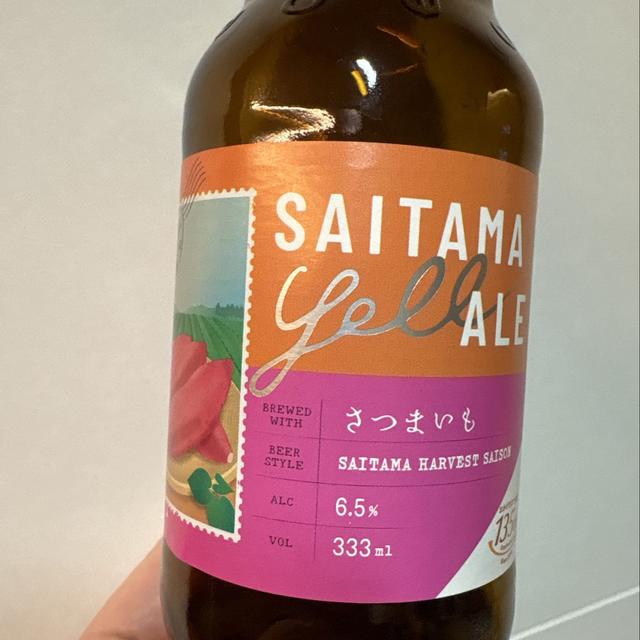 SAITAMA
Yell
ALE
BREWED WITH さつまいも
BEER STYLE SAITAMA HARVEST SAISON
ALC 6.5%
VOL 333ml